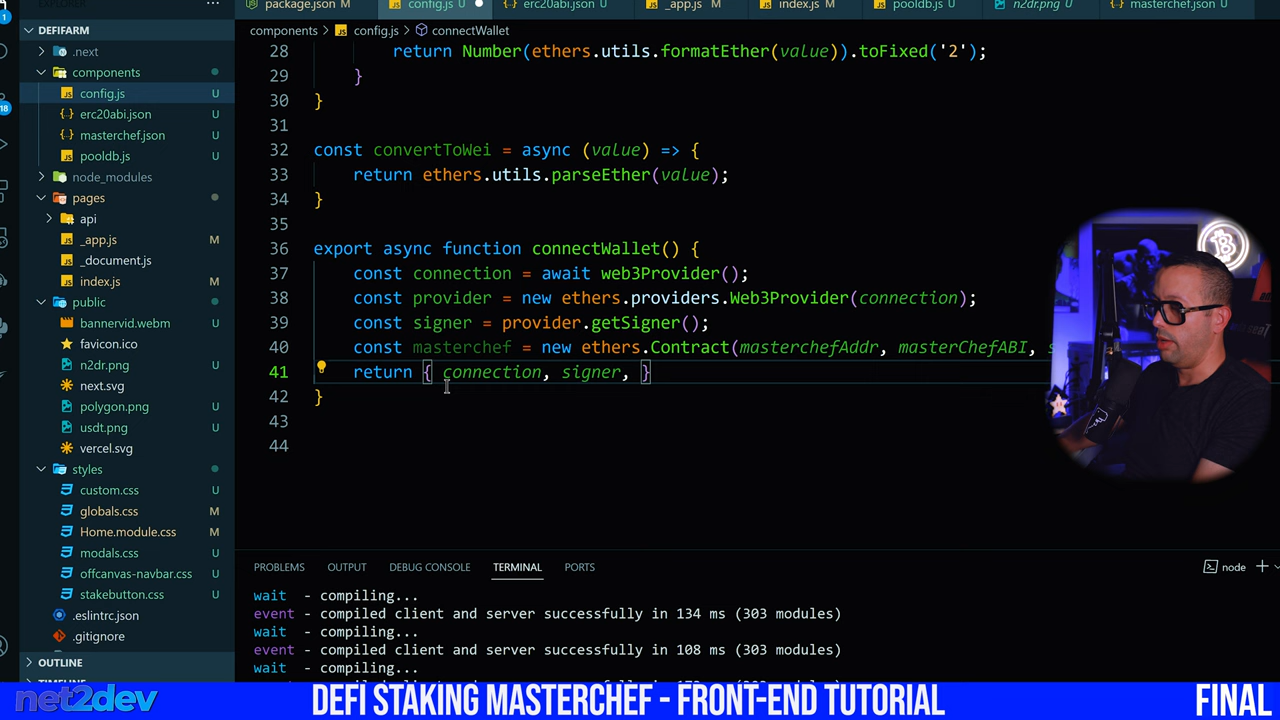 EXPLORER
package.json M
config.js U
erc20abi.json U
_app.js M
index.js M
pooldb.js U
n2dr.png U
masterchef.json U
components > config.js > connectWallet
DEFIFARM
.next
components
config.js U
erc20abi.json U
masterchef.json U
pooldb.js U
node_modules
pages
api
_app.js M
_document.js
index.js M
public
bannervid.webm U
favicon.ico
n2dr.png U
next.svg
polygon.png U
usdt.png U
vercel.svg
styles
custom.css U
globals.css M
Home.module.css M
modals.css U
offcanvas-navbar.css U
stakebutton.css U
.eslintrc.json U
.gitignore
OUTLINE
18
1
28 return Number(ethers.utils.formatEther(value)).toFixed('2');
29 }
30 }
31
32 const convertToWei = async (value) => {
33 return ethers.utils.parseEther(value);
34 }
35
36 export async function connectWallet() {
37 const connection = await web3Provider();
38 const provider = new ethers.providers.Web3Provider(connection);
39 const signer = provider.getSigner();
40 const masterchef = new ethers.Contract(masterchefAddr, masterChefABI, s
41 return { connection, signer, }
42 }
43
44
PROBLEMS OUTPUT DEBUG CONSOLE TERMINAL PORTS
node
wait - compiling...
event - compiled client and server successfully in 134 ms (303 modules)
wait - compiling...
event - compiled client and server successfully in 108 ms (303 modules)
wait - compiling...
net2dev
DEFI STAKING MASTERCHEF - FRONT-END TUTORIAL
FINAL